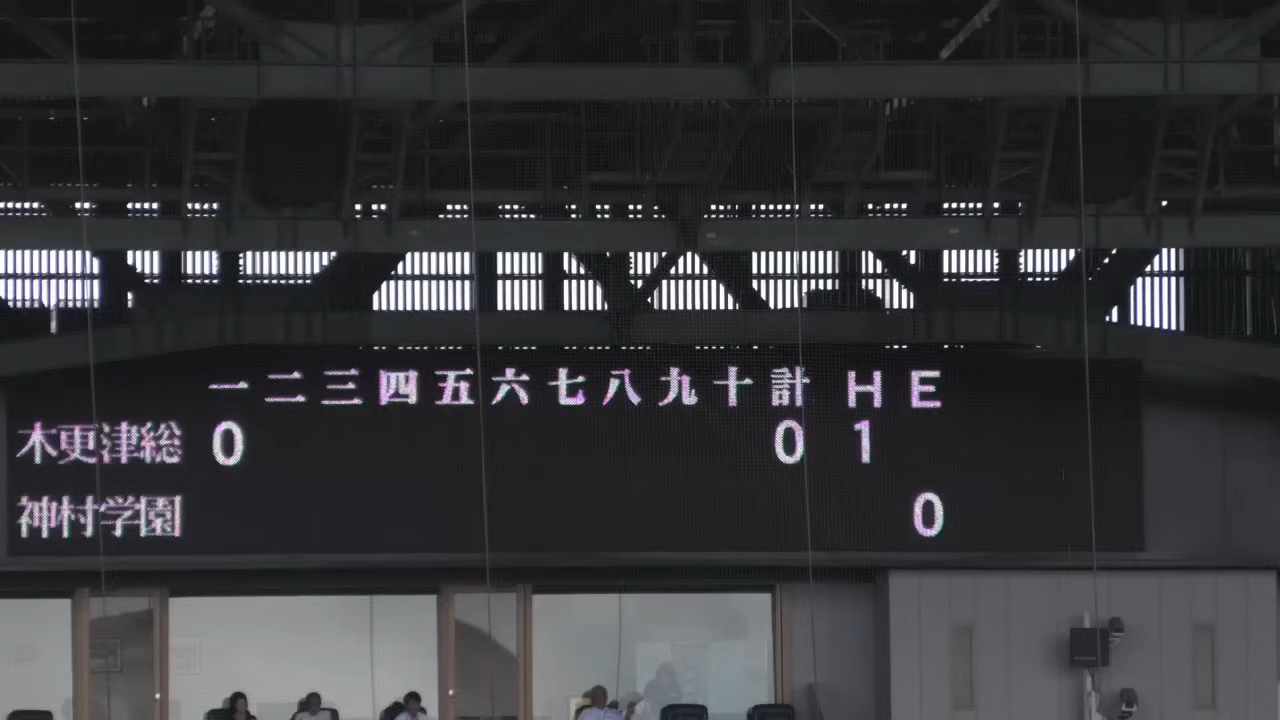 一 二 三 四 五 六 七 八 九 十 計 H E
木更津総 0 0 1
神村学園 0